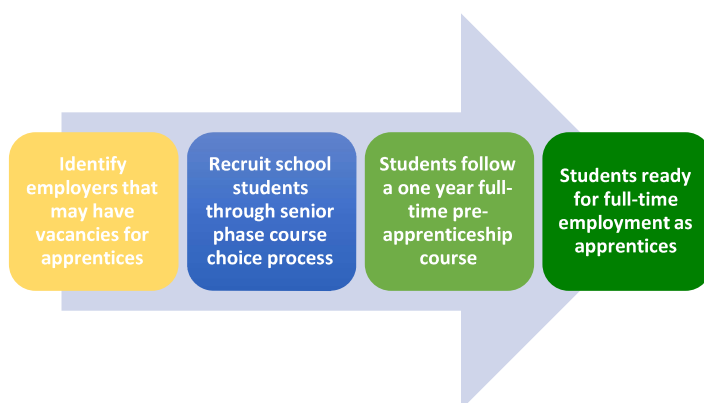 Identify
employers that
may have
vacancies for
apprentices
Recruit school
students
through senior
phase course
choice process
Students follow
a one year full-
time pre-
apprenticeship
course
Students ready
for full-time
employment as
apprentices